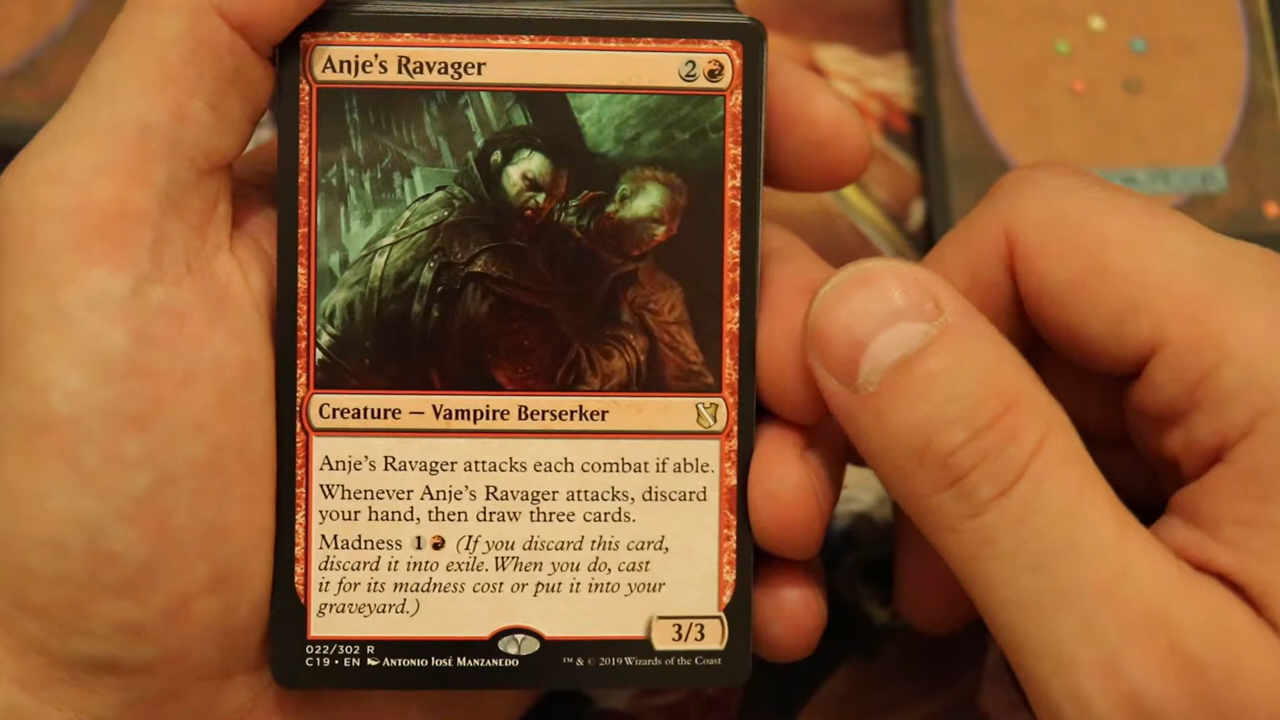 Anje's Ravager 2
Creature — Vampire Berserker
Anje's Ravager attacks each combat if able.
Whenever Anje's Ravager attacks, discard
your hand, then draw three cards.
Madness 1 (If you discard this card,
discard it into exile. When you do, cast
it for its madness cost or put it into your
graveyard.)
3/3
022/302 R
C19 • EN Antonio José Manzanedo ™ & © 2019 Wizards of the Coast